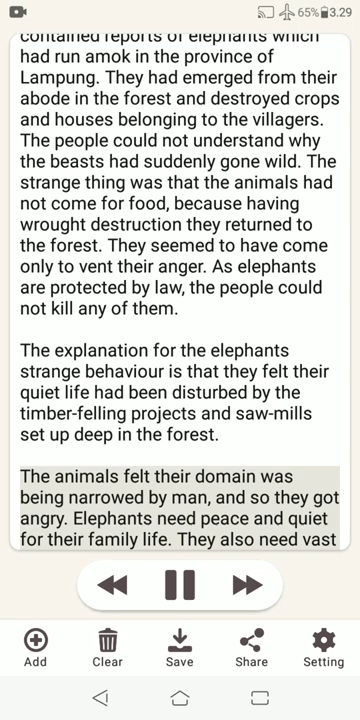 65% 3.29
contained reports of elephants which
had run amok in the province of
Lampung. They had emerged from their
abode in the forest and destroyed crops
and houses belonging to the villagers.
The people could not understand why
the beasts had suddenly gone wild. The
strange thing was that the animals had
not come for food, because having
wrought destruction they returned to
the forest. They seemed to have come
only to vent their anger. As elephants
are protected by law, the people could
not kill any of them.
The explanation for the elephants
strange behaviour is that they felt their
quiet life had been disturbed by the
timber-felling projects and saw-mills
set up deep in the forest.
The animals felt their domain was
being narrowed by man, and so they got
angry. Elephants need peace and quiet
for their family life. They also need vast
Add Clear Save Share Setting